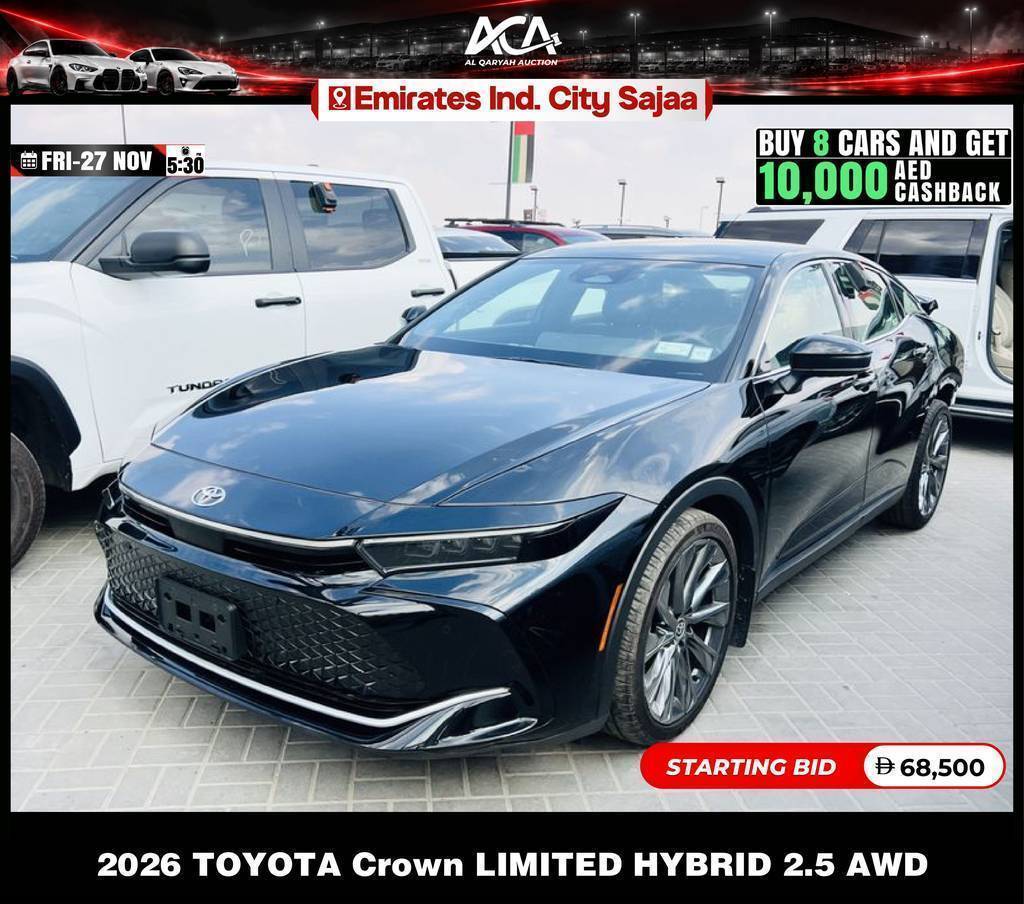 ACA
AL QARYAH AUCTION
Emirates Ind. City Sajaa
FRI-27 NOV 5:30
BUY 8 CARS AND GET
10,000 AED
CASHBACK
STARTING BID 68,500
2026 TOYOTA Crown LIMITED HYBRID 2.5 AWD